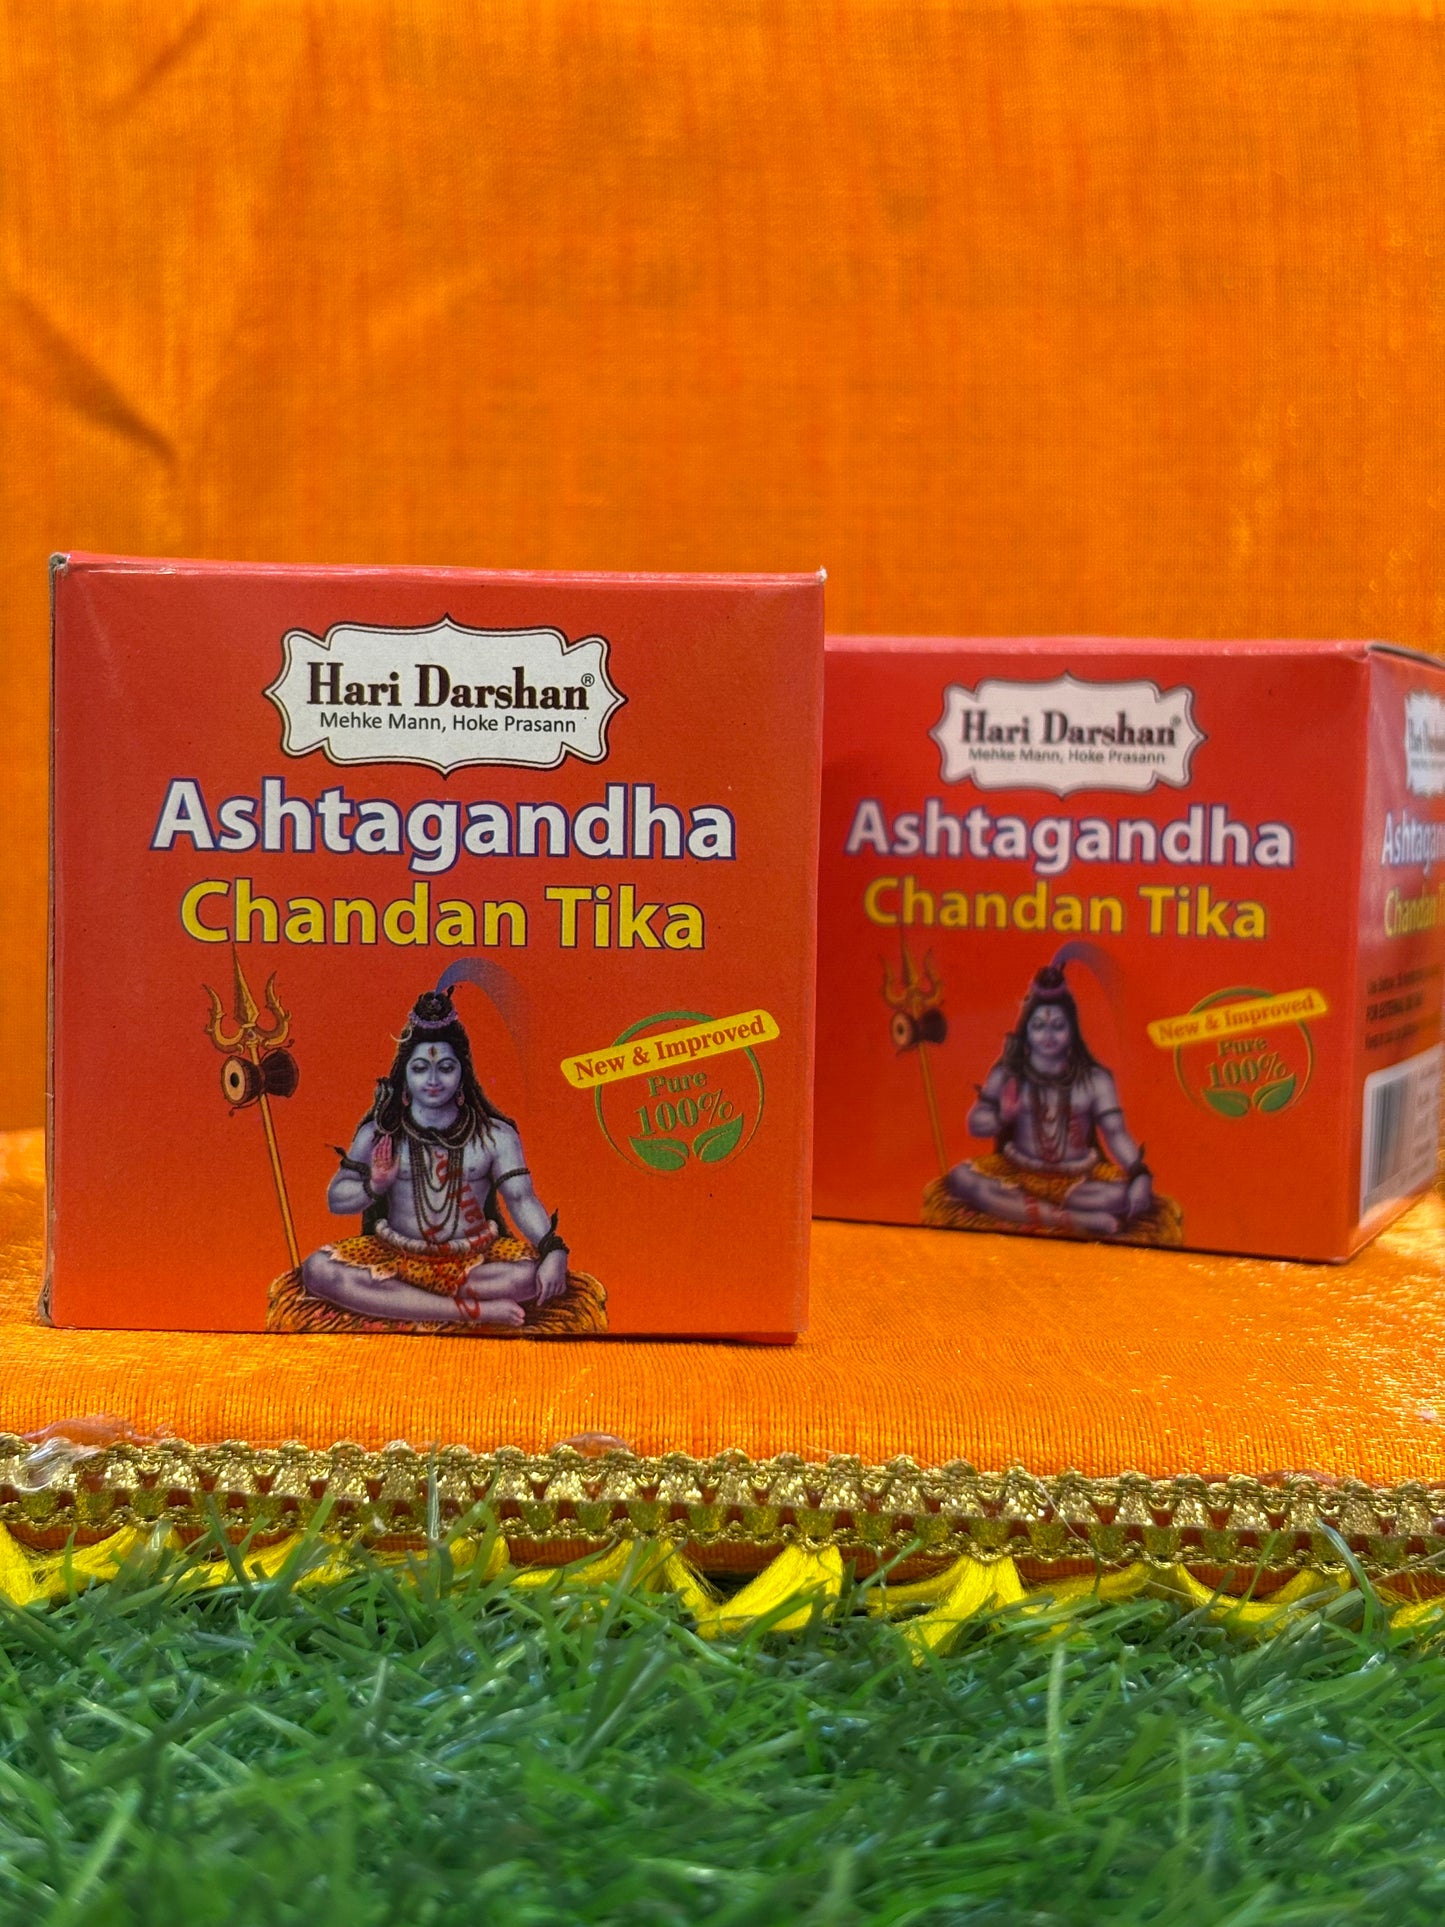 Hari Darshan®
Mehke Mann, Hoke Prasann
Ashtagandha
Chandan Tika
New & Improved
Pure
100%
Hari Darshan®
Mehke Mann, Hoke Prasann
Ashtagandha
Chandan Tika
New & Improved
Pure
100%